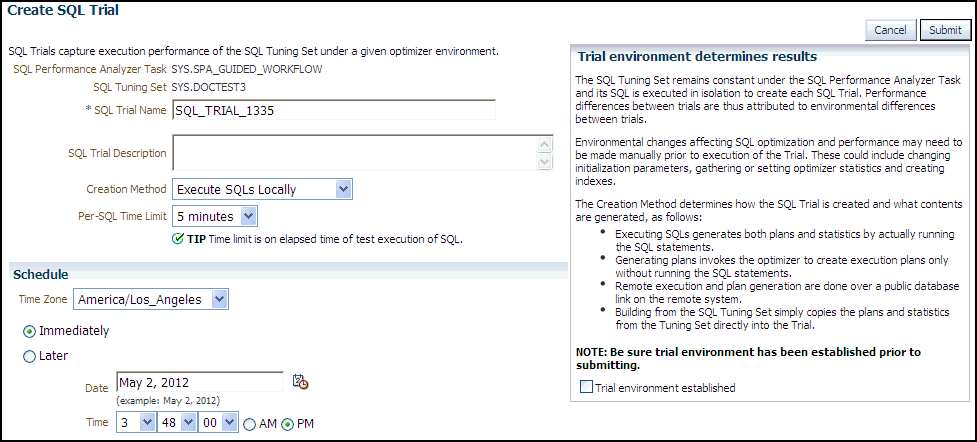 Create SQL Trial
Cancel
Submit
SQL Trials capture execution performance of the SQL Tuning Set under a given optimizer environment.
SQL Performance Analyzer Task SYS.SPA_GUIDED_WORKFLOW
SQL Tuning Set SYS.DOCTEST3
* SQL Trial Name SQL_TRIAL_1335
SQL Trial Description
Creation Method Execute SQLs Locally
Per-SQL Time Limit 5 minutes
TIP Time limit is on elapsed time of test execution of SQL.
Schedule
Time Zone America/Los_Angeles
Immediately
Later
Date May 2, 2012
(example: May 2, 2012)
Time 3 48 00 AM PM
Trial environment determines results
The SQL Tuning Set remains constant under the SQL Performance Analyzer Task
and its SQL is executed in isolation to create each SQL Trial. Performance
differences between trials are thus attributed to environmental differences
between trials.
Environmental changes affecting SQL optimization and performance may need to
be made manually prior to execution of the Trial. These could include changing
initialization parameters, gathering or setting optimizer statistics and creating
indexes.
The Creation Method determines how the SQL Trial is created and what contents
are generated, as follows:
• Executing SQLs generates both plans and statistics by actually running
the SQL statements.
• Generating plans invokes the optimizer to create execution plans only
without running the SQL statements.
• Remote execution and plan generation are done over a public database
link on the remote system.
• Building from the SQL Tuning Set simply copies the plans and statistics
from the Tuning Set directly into the Trial.
NOTE: Be sure trial environment has been established prior to
submitting.
Trial environment established